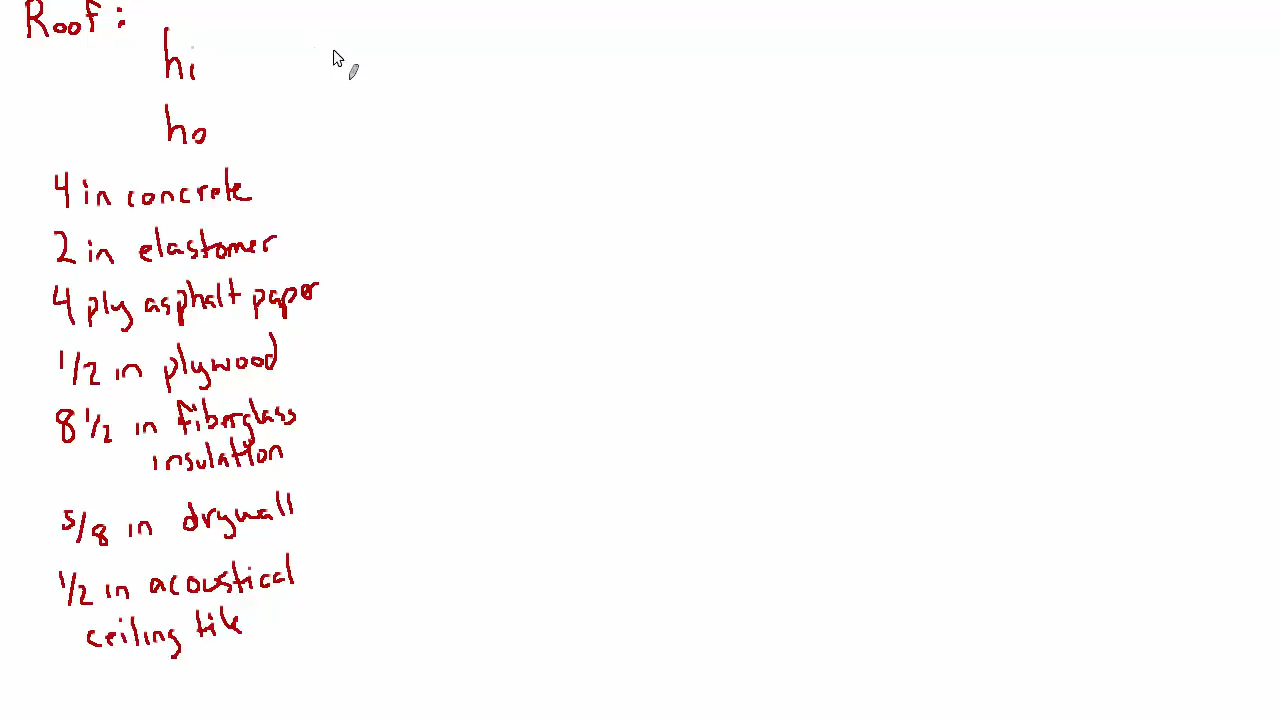 Roof:
hi
ho
4 in concrete
2 in elastomer
4 ply asphalt paper
1/2 in plywood
8 1/2 in fiberglass
insulation
5/8 in drywall
1/2 in acoustical
ceiling tile